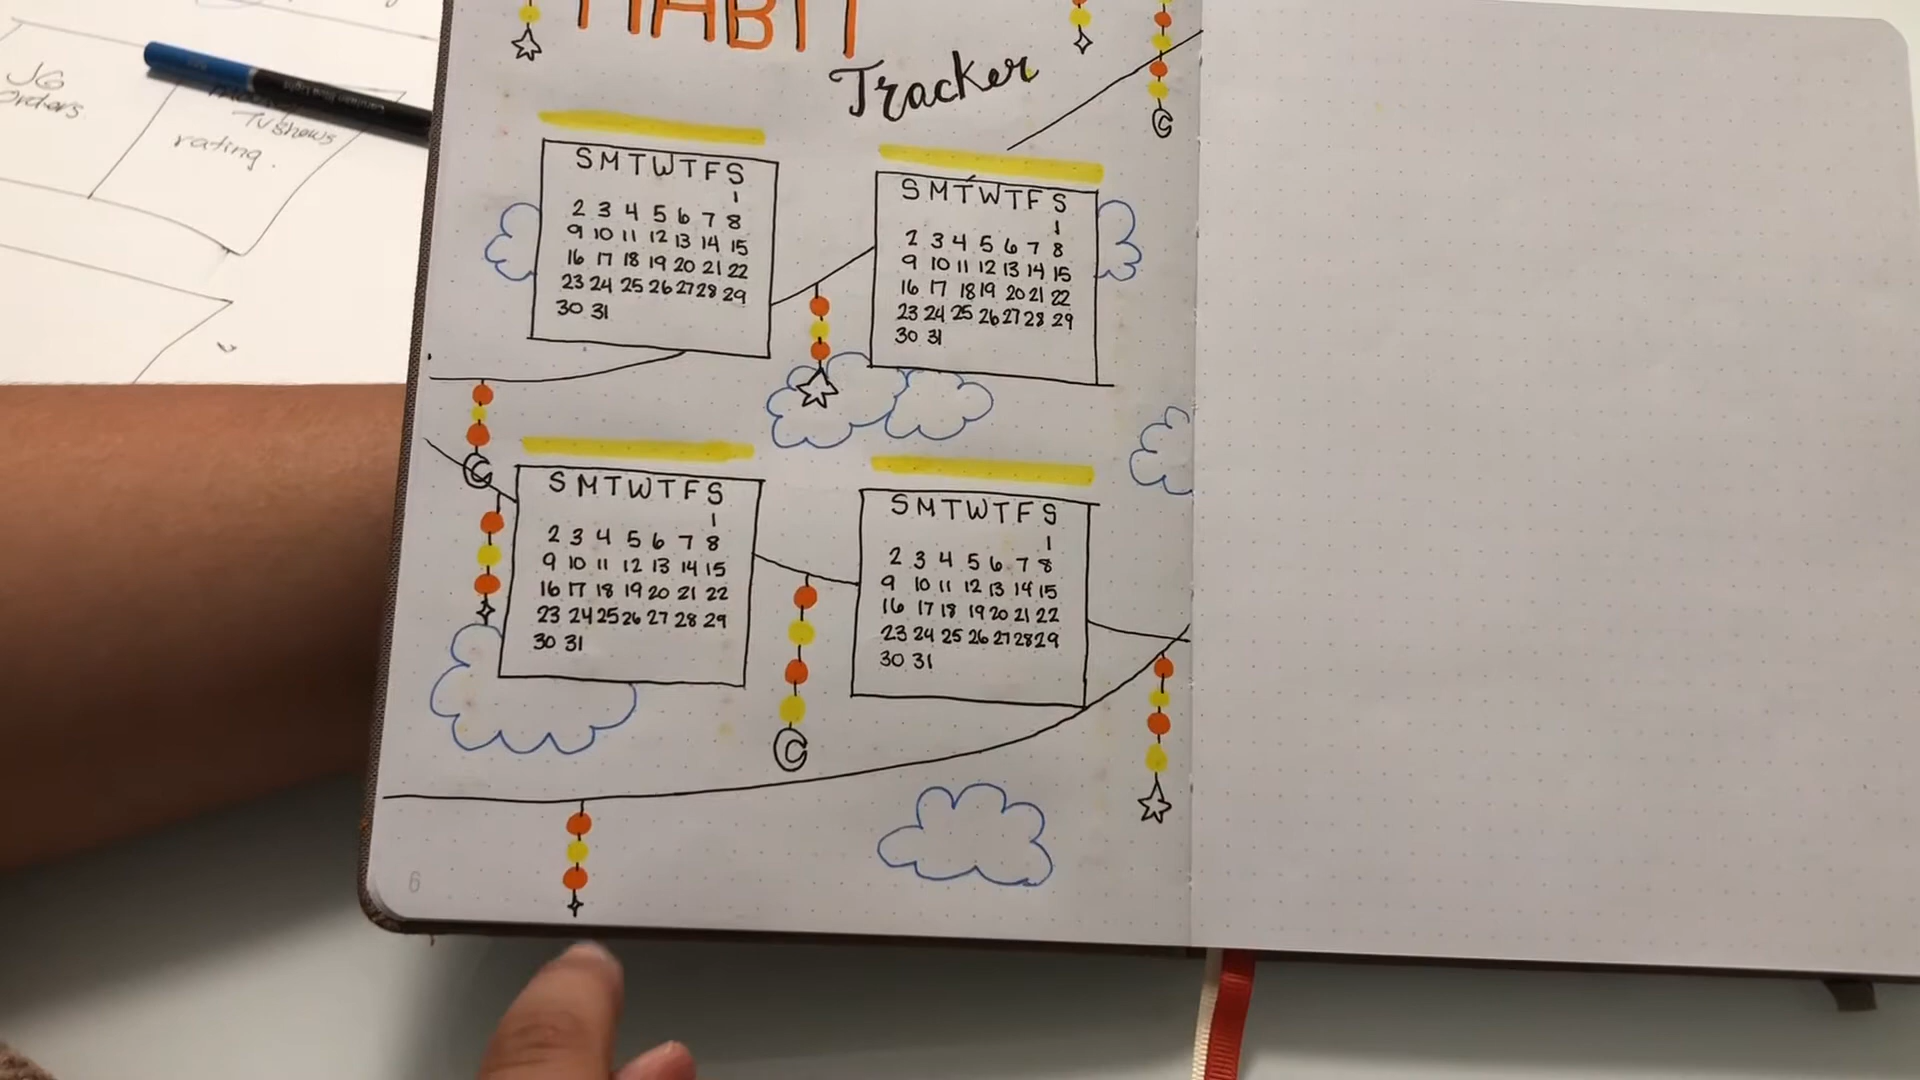 HABIT
Tracker
JG
orders.
TV shows
rating.
S M T W T F S
1
2 3 4 5 6 7 8
9 10 11 12 13 14 15
16 17 18 19 20 21 22
23 24 25 26 27 28 29
30 31
S M T W T F S
1
2 3 4 5 6 7 8
9 10 11 12 13 14 15
16 17 18 19 20 21 22
23 24 25 26 27 28 29
30 31
S M T W T F S
1
2 3 4 5 6 7 8
9 10 11 12 13 14 15
16 17 18 19 20 21 22
23 24 25 26 27 28 29
30 31
S M T W T F S
1
2 3 4 5 6 7 8
9 10 11 12 13 14 15
16 17 18 19 20 21 22
23 24 25 26 27 28 29
30 31
6